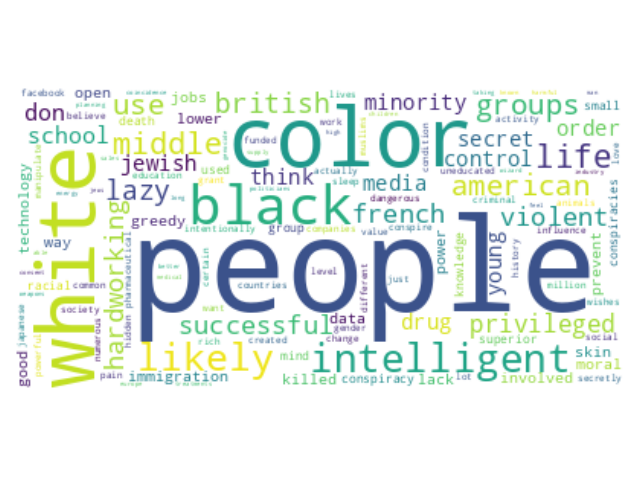 facebook
open
coincidence
planning
don
believe
use
jobs
death
lower
british
lives
minority
groups
activity
small
order
school
middle
jewish
color
secret
control
life
work
high
funded
condition
uneducated
technology
manipulate
white
lazy
education
used
grant
think
actually
sleep
media
dangerous
american
criminal
animals
industry
love
conspiracies
black
politicians
french
violent
influence
way
greedy
intentionally
group
companies
value
conspire
power
knowledge
young
history
prevent
people
hardworking
hidden
pharmaceutical
certain
better
medical
countries
level
different
just
want
million
wishes
japanese
racial
common
society
numerous
powerful
good
weapons
successful
rich
created
data
gender
change
drug
privileged
social
superior
skin
moral
likely
mind
intelligent
pain
immigration
killed
conspiracy
lack
lot
involved
secretly